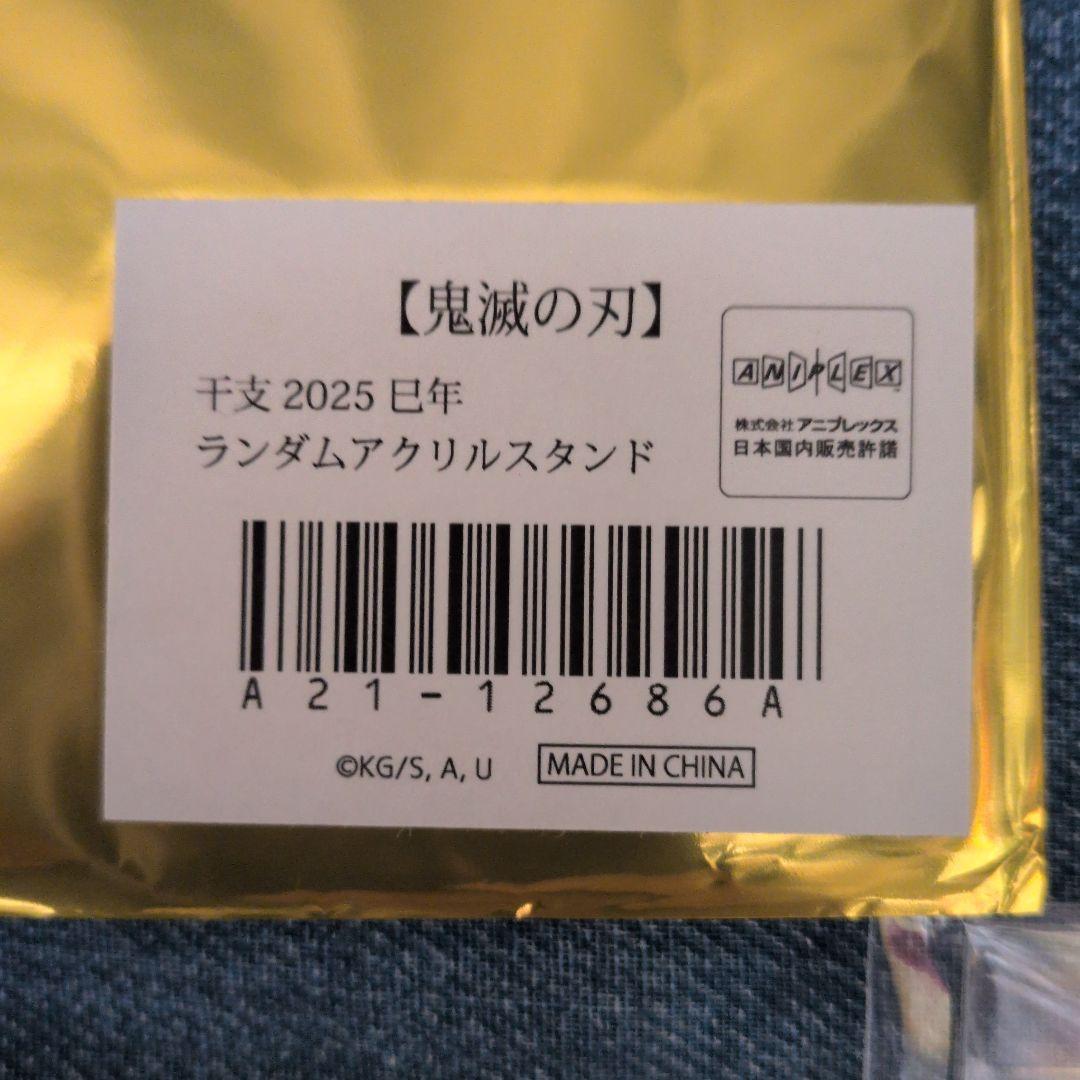 【鬼滅の刃】
干支 2025 巳年
ランダムアクリルスタンド
ANIPLEX™
株式会社 アニプレックス
日本国内販売許諾
A21-12686A
©KG/S, A, U
MADE IN CHINA